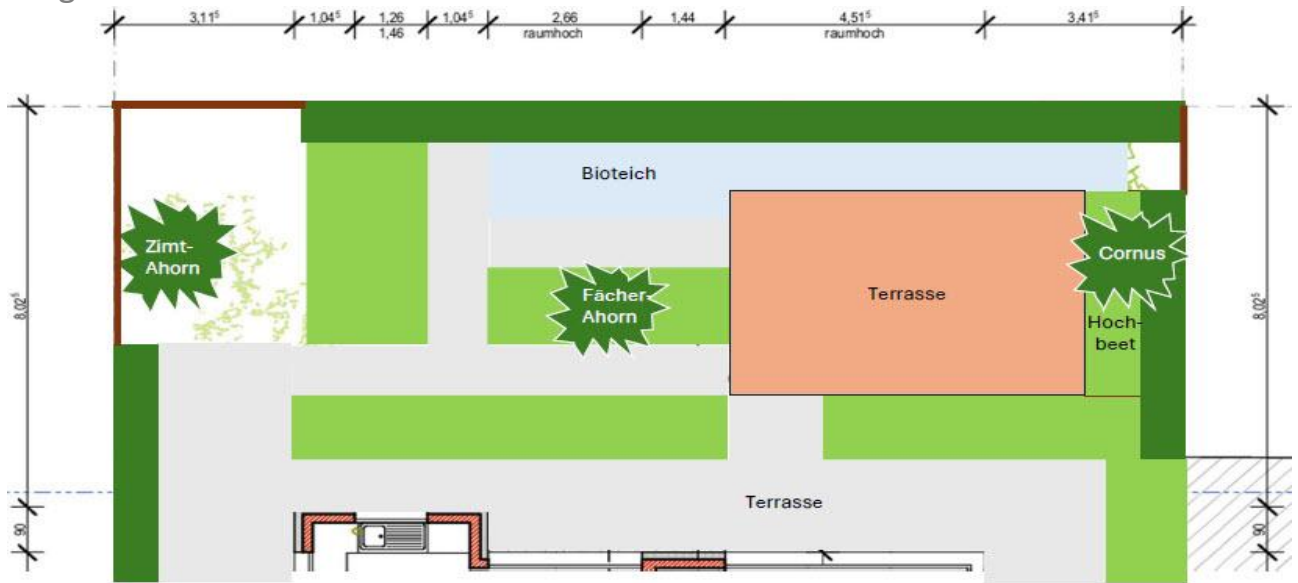 3,11⁵ 1,04⁵ 1,26 1,04⁵ 2,66 1,44 4,51⁵ 3,41⁵
1,46 raumhoch raumhoch
Bioteich
Zimt-
Ahorn
Cornus
Fächer-
Ahorn
Terrasse
Hoch-
beet
8,02⁵
8,02⁵
Terrasse
90
90